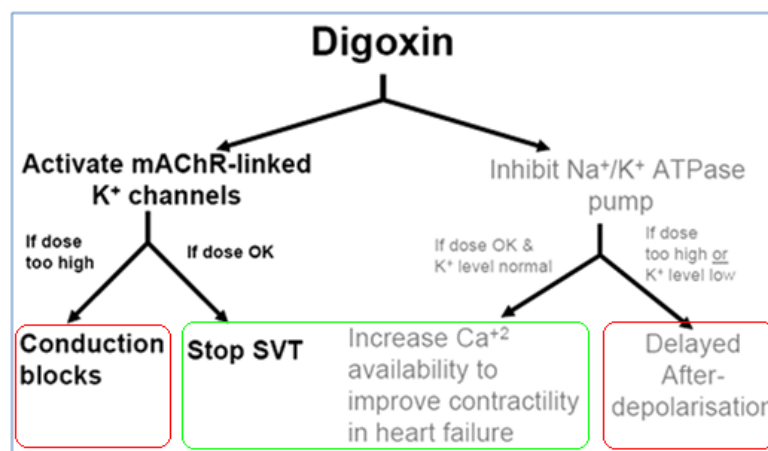 Digoxin
Activate mAChR-linked
K⁺ channels
Inhibit Na⁺/K⁺ ATPase
pump
If dose
too high
If dose OK
If dose OK &
K⁺ level normal
If dose
too high or
K⁺ level low
Conduction
blocks
Stop SVT
Increase Ca⁺²
availability to
improve contractility
in heart failure
Delayed
After-
depolarisation